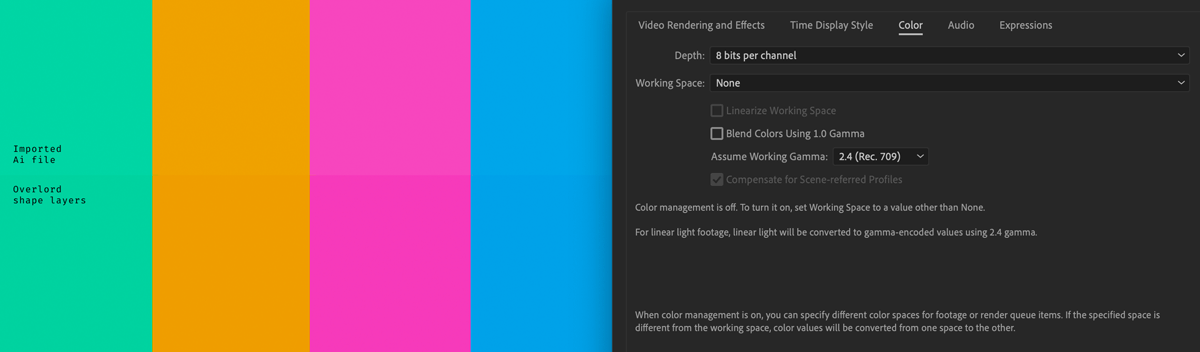 Imported
Ai file
Overlord
shape layers
Video Rendering and Effects
Time Display Style
Color
Audio
Expressions
Depth: 8 bits per channel
Working Space: None
Linearize Working Space
Blend Colors Using 1.0 Gamma
Assume Working Gamma: 2.4 (Rec. 709)
Compensate for Scene-referred Profiles
Color management is off. To turn it on, set Working Space to a value other than None.
For linear light footage, linear light will be converted to gamma-encoded values using 2.4 gamma.
When color management is on, you can specify different color spaces for footage or render queue items. If the specified space is
different from the working space, color values will be converted from one space to the other.